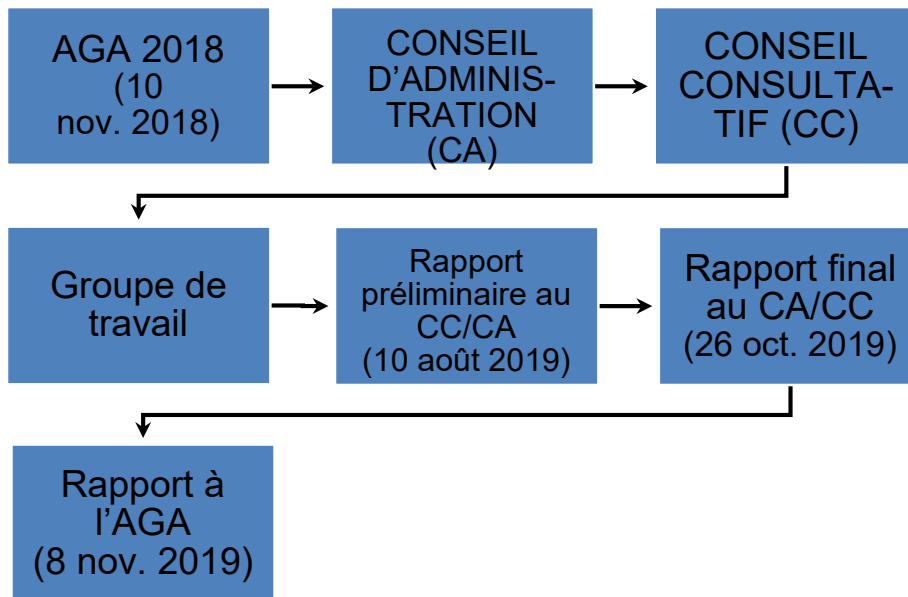 AGA 2018
(10
nov. 2018)
CONSEIL
D’ADMINIS-
TRATION
(CA)
CONSEIL
CONSULTA-
TIF (CC)
Groupe de
travail
Rapport
préliminaire au
CC/CA
(10 août 2019)
Rapport final
au CA/CC
(26 oct. 2019)
Rapport à
l’AGA
(8 nov. 2019)